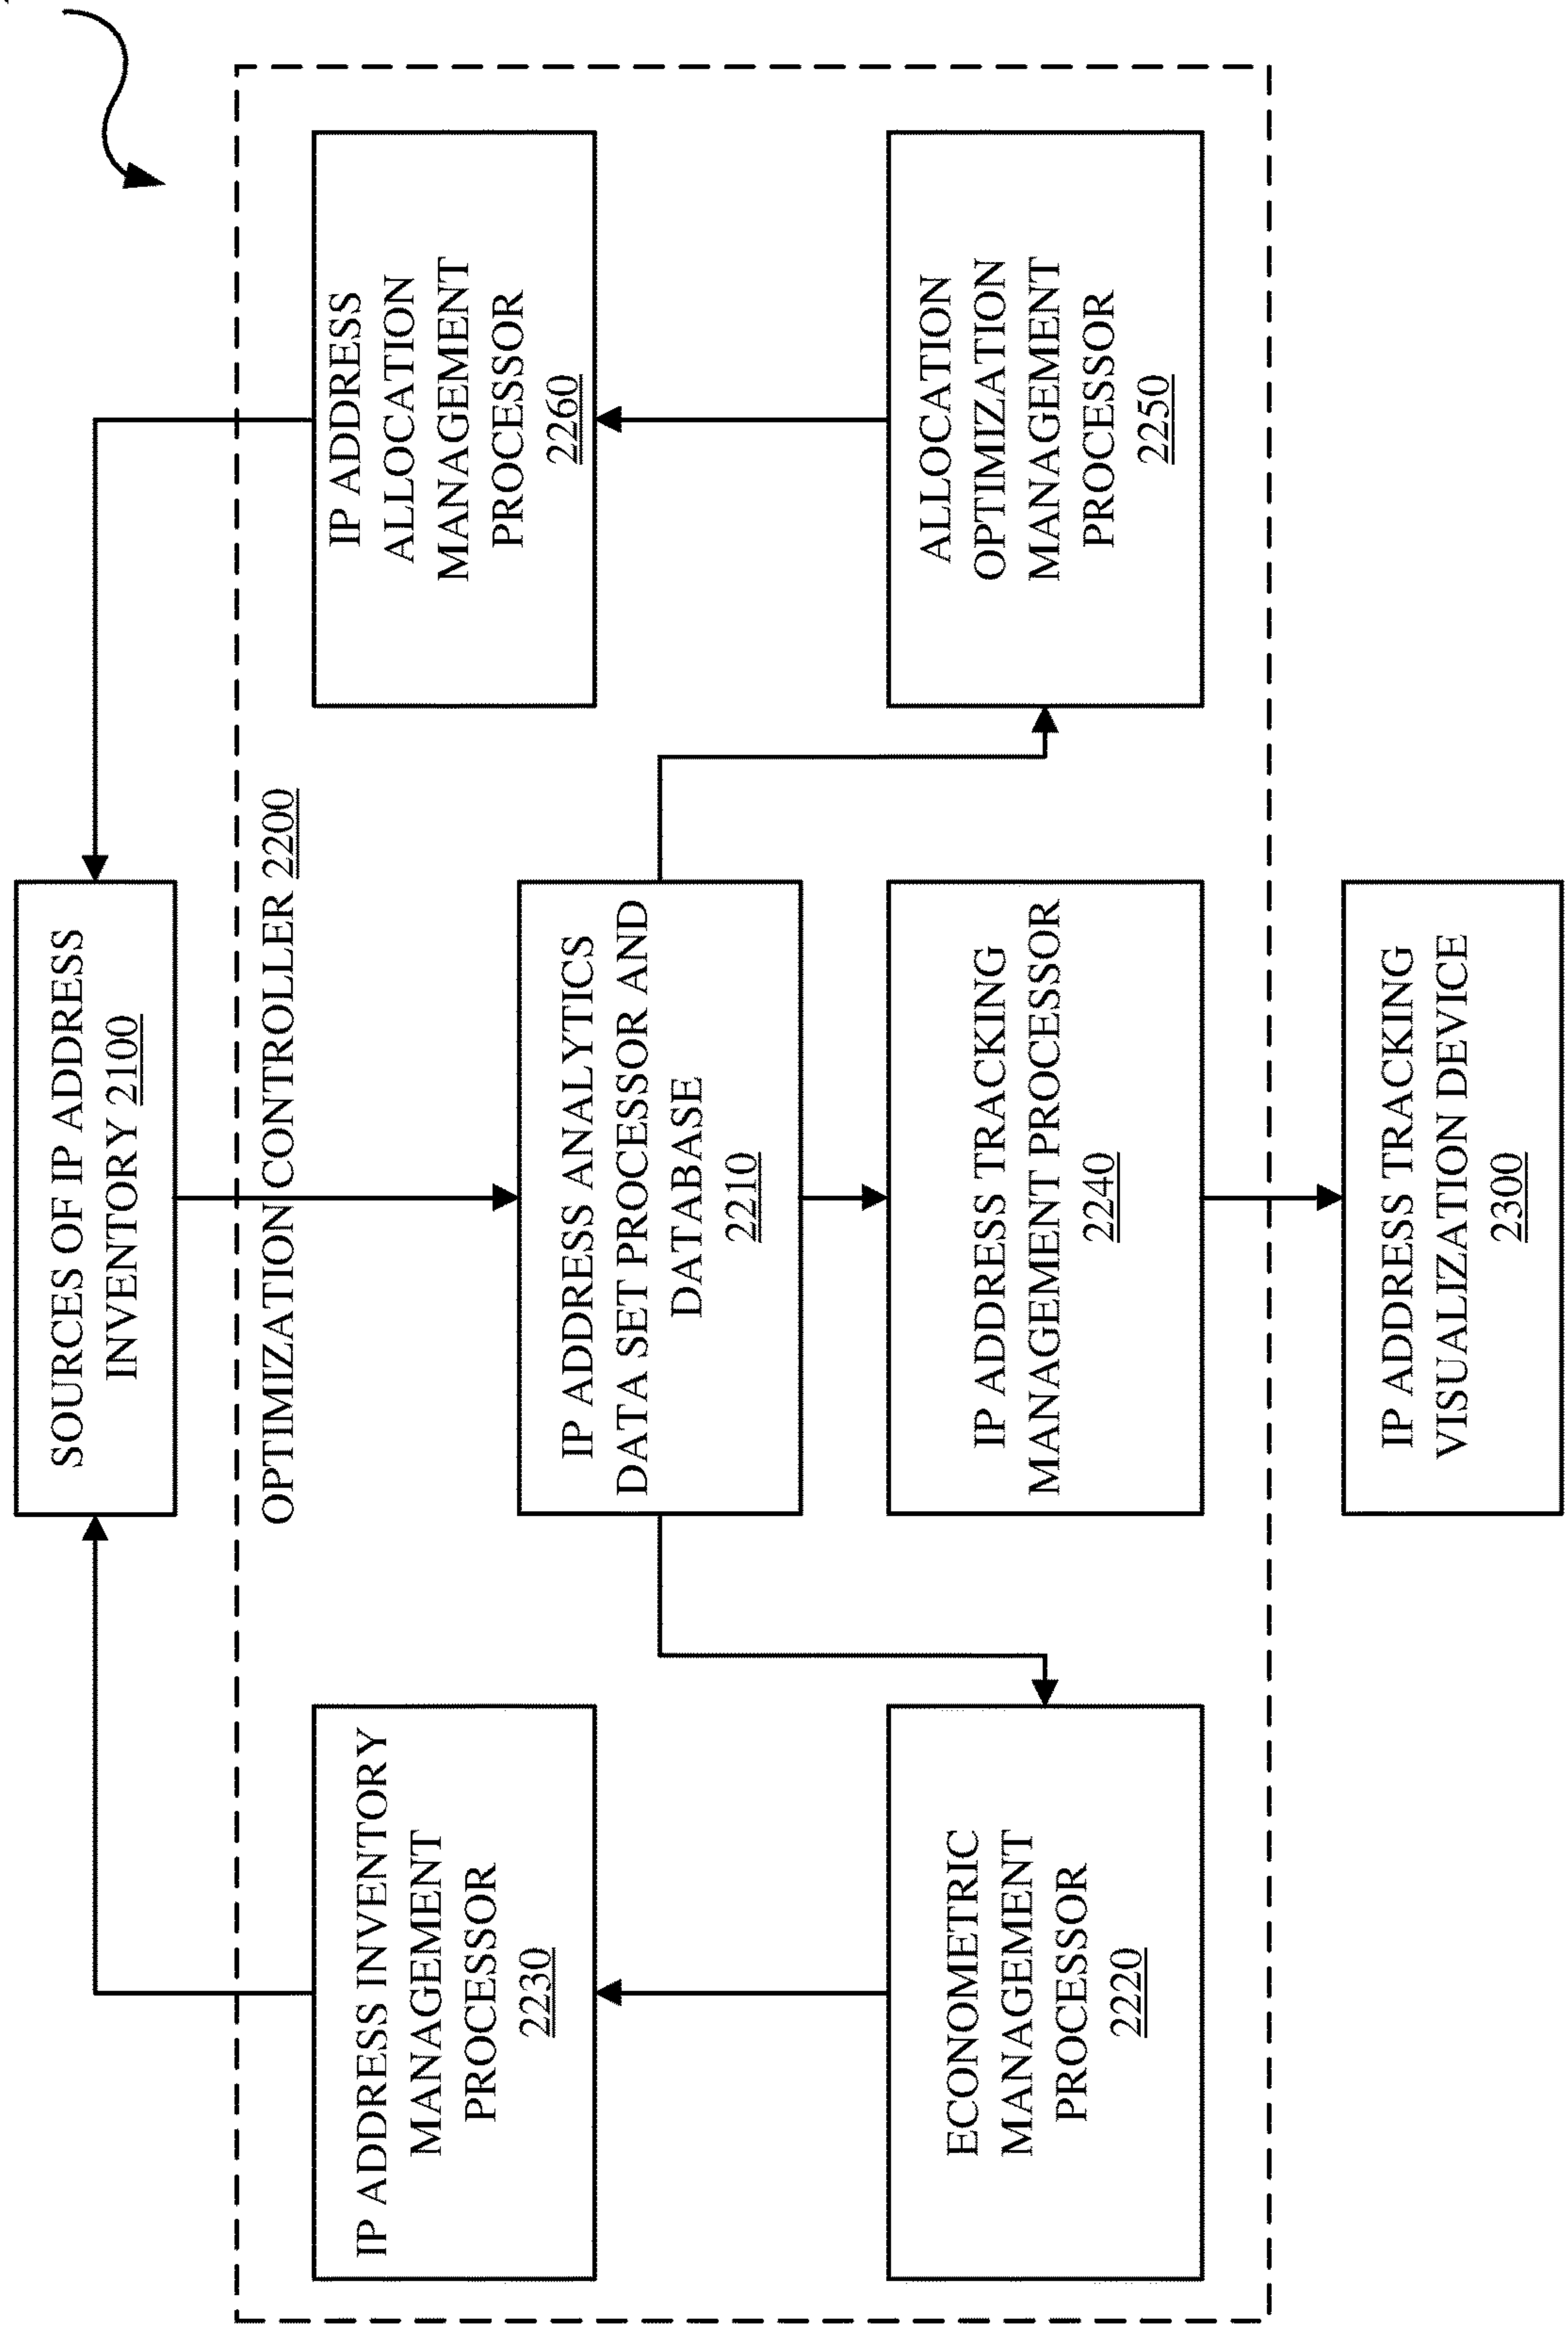 SOURCES OF IP ADDRESS
INVENTORY 2100
OPTIMIZATION CONTROLLER 2200
IP ADDRESS INVENTORY
MANAGEMENT
PROCESSOR
2230
IP ADDRESS
ALLOCATION
MANAGEMENT
PROCESSOR
2260
IP ADDRESS ANALYTICS
DATA SET PROCESSOR AND
DATABASE
2210
ECONOMETRIC
MANAGEMENT
PROCESSOR
2220
IP ADDRESS TRACKING
MANAGEMENT PROCESSOR
2240
ALLOCATION
OPTIMIZATION
MANAGEMENT
PROCESSOR
2250
IP ADDRESS TRACKING
VISUALIZATION DEVICE
2300